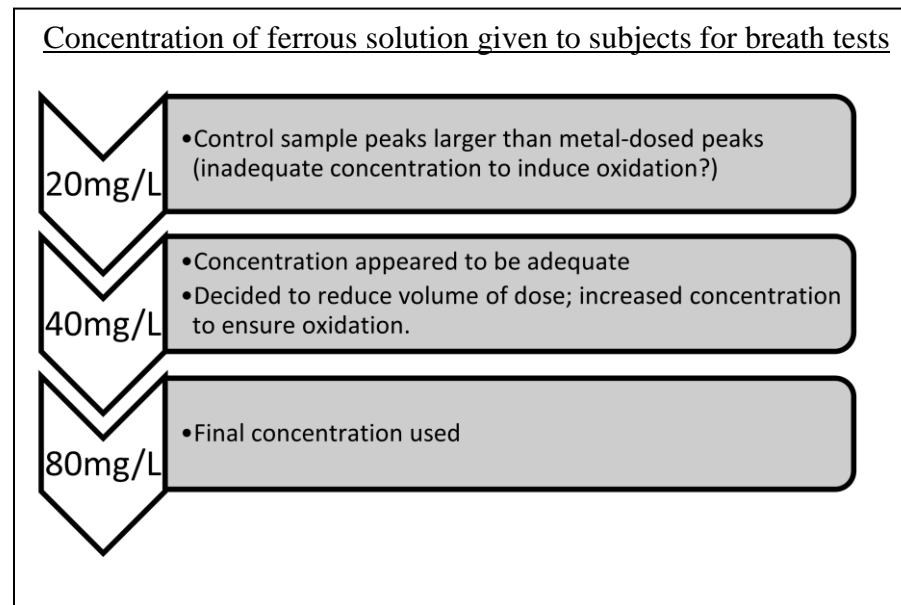 Concentration of ferrous solution given to subjects for breath tests
20mg/L
•Control sample peaks larger than metal-dosed peaks
(inadequate concentration to induce oxidation?)
40mg/L
•Concentration appeared to be adequate
•Decided to reduce volume of dose; increased concentration
to ensure oxidation.
80mg/L
•Final concentration used